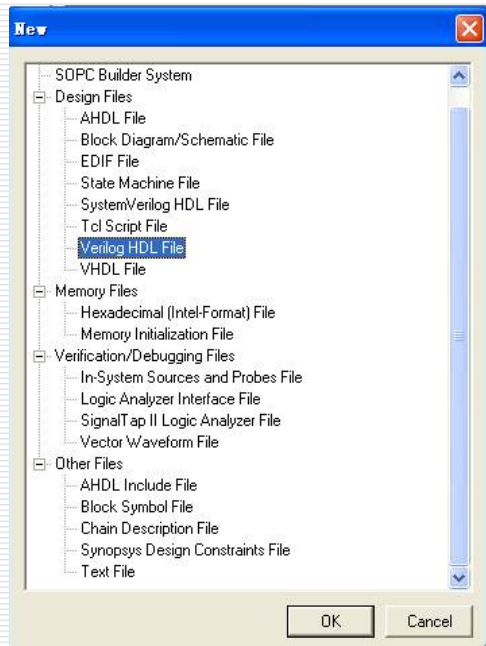 New
SOPC Builder System
Design Files
AHDL File
Block Diagram/Schematic File
EDIF File
State Machine File
SystemVerilog HDL File
Tcl Script File
Verilog HDL File
VHDL File
Memory Files
Hexadecimal (Intel-Format) File
Memory Initialization File
Verification/Debugging Files
In-System Sources and Probes File
Logic Analyzer Interface File
SignalTap II Logic Analyzer File
Vector Waveform File
Other Files
AHDL Include File
Block Symbol File
Chain Description File
Synopsys Design Constraints File
Text File
OK Cancel